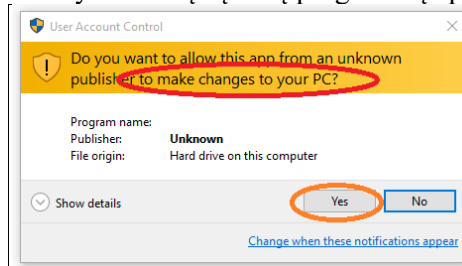 User Account Control
Do you want to allow this app from an unknown
publisher to make changes to your PC?
Program name:
Publisher: Unknown
File origin: Hard drive on this computer
Show details
Yes No
Change when these notifications appear